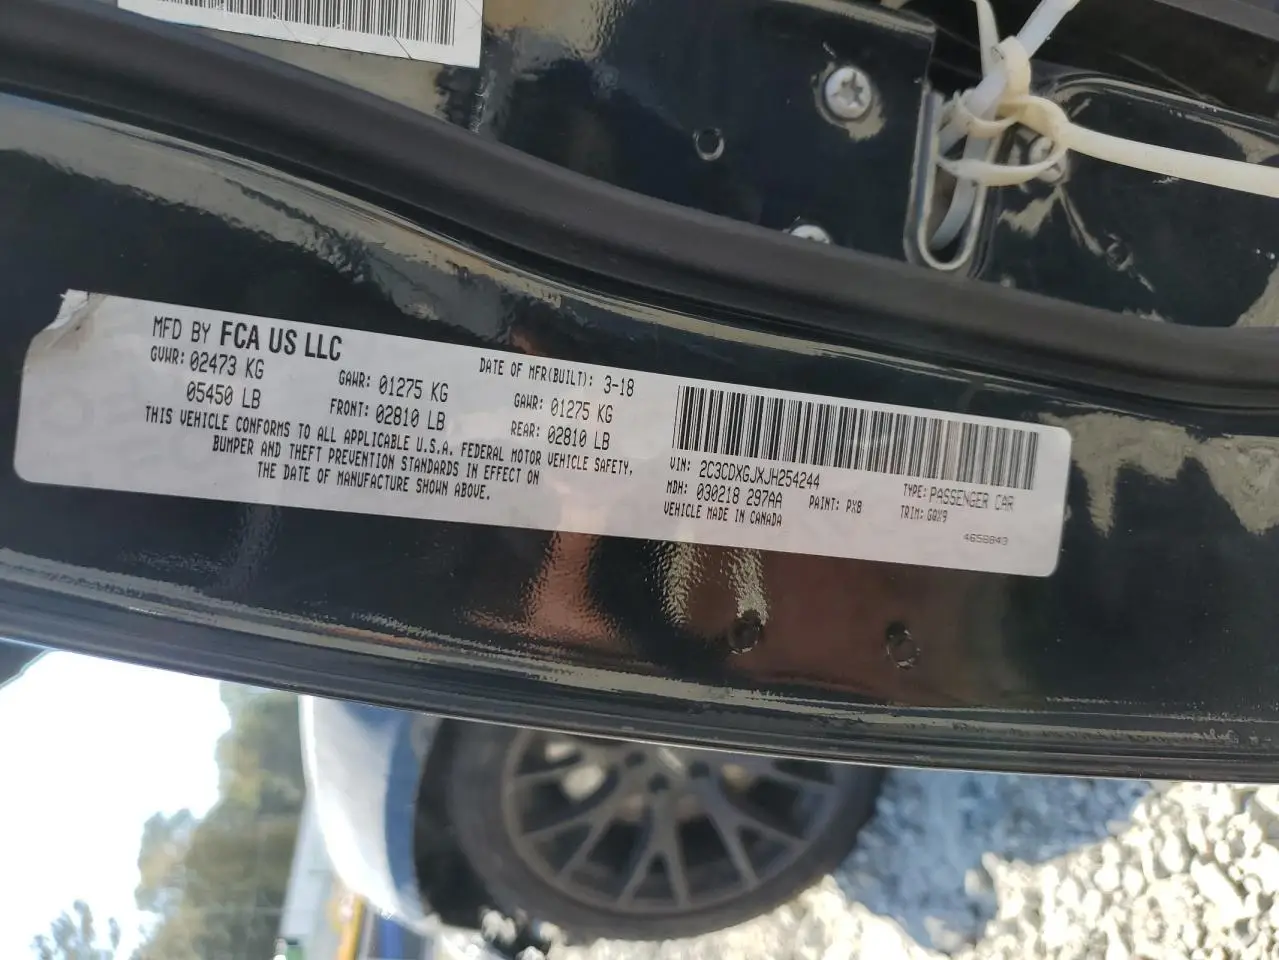 MFD BY FCA US LLC
DATE OF MFR(BUILT): 3-18
GVWR: 02473 KG
05450 LB
GAWR: 01275 KG
FRONT: 02810 LB
GAWR: 01275 KG
REAR: 02810 LB
THIS VEHICLE CONFORMS TO ALL APPLICABLE U.S.A. FEDERAL MOTOR VEHICLE SAFETY,
BUMPER AND THEFT PREVENTION STANDARDS IN EFFECT ON
THE DATE OF MANUFACTURE SHOWN ABOVE.
VIN: 2C3CDXGJXJH254244
TYPE: PASSENGER CAR
MDH: 030218 297AA
PAINT: PX8
TRIM: GQX9
VEHICLE MADE IN CANADA
4658843